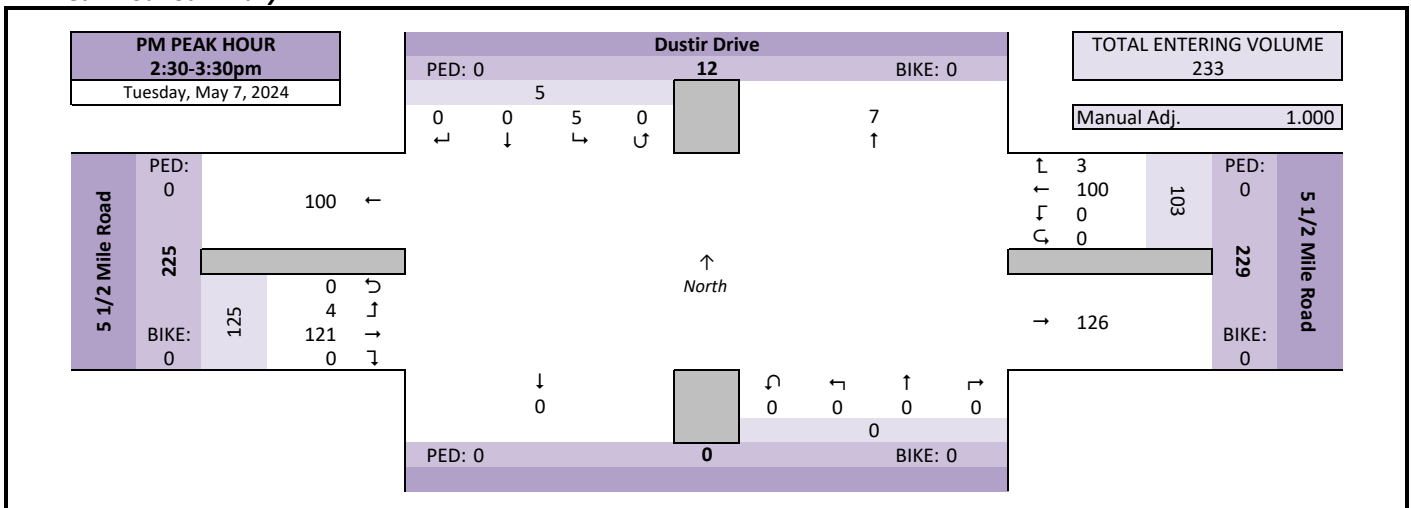 PM PEAK HOUR
2:30-3:30pm
Tuesday, May 7, 2024
Dustir Drive
PED: 0 12 BIKE: 0
5
0 0 5 0
↵ ↓ ↳ ↺
7
↑
TOTAL ENTERING VOLUME
233
Manual Adj. 1.000
5 1/2 Mile Road
PED:
0
225
BIKE:
0
100 ←
125
0 ⮌
4 ↰
121 →
0 ↴
↑
North
↱ 3
← 100
↲ 0
⮎ 0
103
PED:
0
229
BIKE:
0
5 1/2 Mile Road
→ 126
↓
0
↶ ↰ ↑ ↱
0 0 0 0
0
PED: 0 0 BIKE: 0